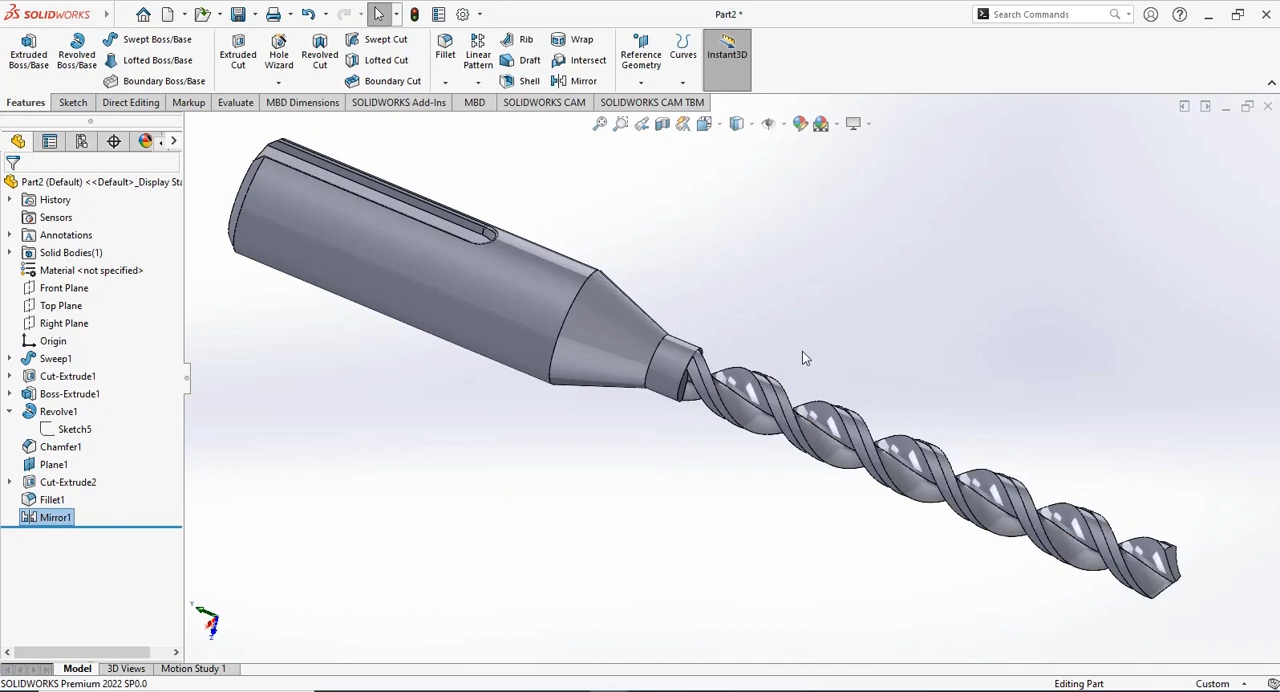 SOLIDWORKS
Part2 *
Search Commands
Extruded Boss/Base
Revolved Boss/Base
Swept Boss/Base
Lofted Boss/Base
Boundary Boss/Base
Extruded Cut
Hole Wizard
Revolved Cut
Swept Cut
Lofted Cut
Boundary Cut
Fillet
Linear Pattern
Rib
Draft
Shell
Wrap
Intersect
Mirror
Reference Geometry
Curves
Instant3D
Features
Sketch
Direct Editing
Markup
Evaluate
MBD Dimensions
SOLIDWORKS Add-Ins
MBD
SOLIDWORKS CAM
SOLIDWORKS CAM TBM
Part2 (Default) <<Default>_Display Sta
History
Sensors
Annotations
Solid Bodies(1)
Material <not specified>
Front Plane
Top Plane
Right Plane
Origin
Sweep1
Cut-Extrude1
Boss-Extrude1
Revolve1
Sketch5
Chamfer1
Plane1
Cut-Extrude2
Fillet1
Mirror1
Model
3D Views
Motion Study 1
SOLIDWORKS Premium 2022 SP0.0
Editing Part
Custom